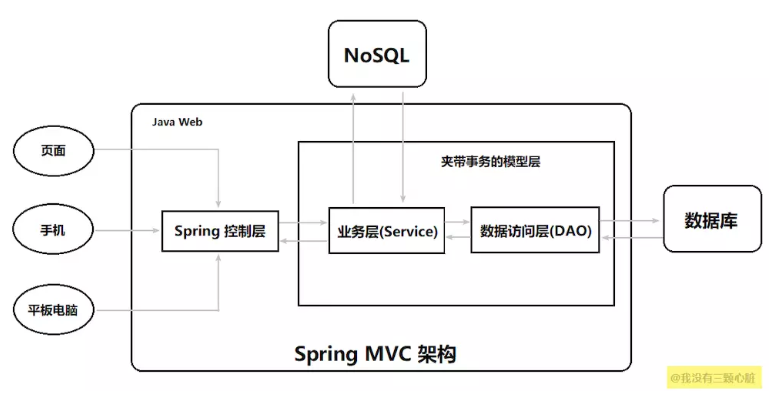 NoSQL
Java Web
页面
夹带事务的模型层
手机
Spring 控制层
业务层(Service)
数据访问层(DAO)
数据库
平板电脑
Spring MVC 架构
@我没有三颗心脏